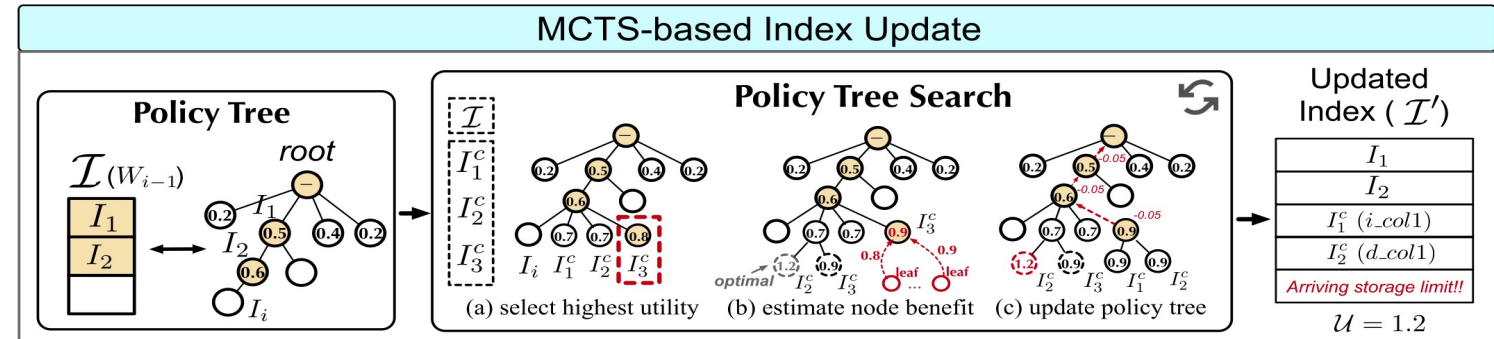 MCTS-based Index Update
Policy Tree
ℐ(W_{i−1})
I_1
I_2
root
−
0.2
I_1
0.5
0.4
0.2
I_2
0.6
I_i
Policy Tree Search
ℐ
I_1^c
I_2^c
I_3^c
−
0.2
0.5
0.4
0.2
0.6
0.7
0.7
0.8
I_i
I_1^c
I_2^c
I_3^c
(a) select highest utility
−
0.2
0.5
0.4
0.2
0.6
0.7
0.7
0.9
I_3^c
0.8
0.9
optimal
1.2
0.9
I_2^c
I_3^c
leaf
...
leaf
(b) estimate node benefit
−
-0.05
0.2
0.5
0.4
0.2
-0.05
0.6
-0.05
0.7
0.7
0.9
1.2
0.9
0.9
0.9
I_2^c
I_3^c
I_1^c
I_2^c
(c) update policy tree
Updated
Index ( ℐ′)
I_1
I_2
I_1^c (i_col1)
I_2^c (d_col1)
Arriving storage limit!!
𝒰 = 1.2